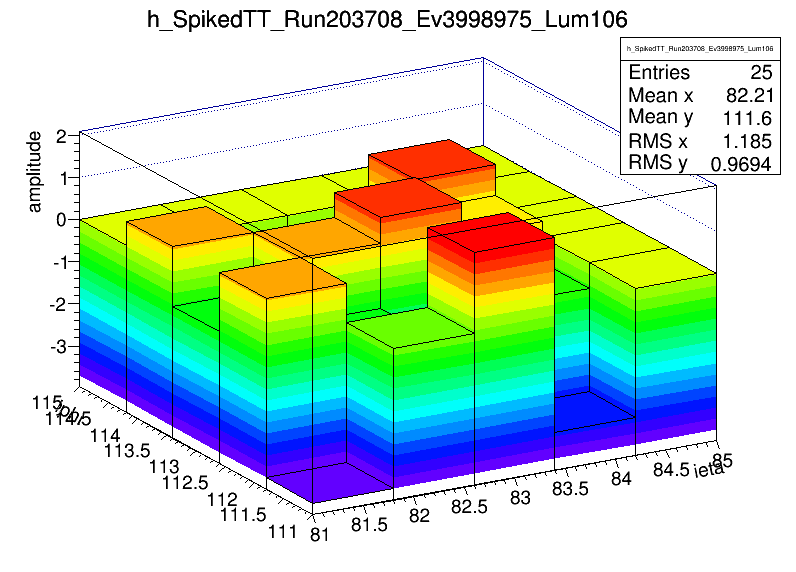 h_SpikedTT_Run203708_Ev3998975_Lum106
h_SpikedTT_Run203708_Ev3998975_Lum106
Entries 25
Mean x 82.21
Mean y 111.6
RMS x 1.185
RMS y 0.9694
amplitude
2
1
0
-1
-2
-3
115
114.5
114
113.5
113
112.5
112
111.5
111
81
81.5
82
82.5
83
83.5
84
84.5
85
ieta